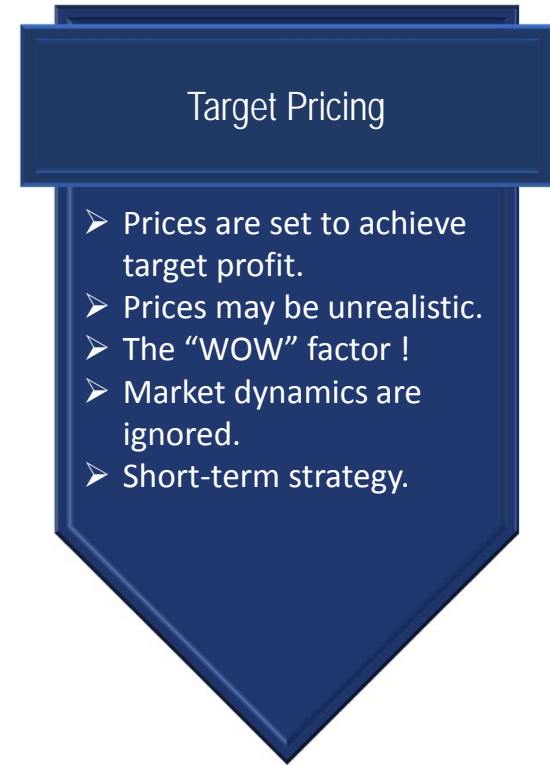 Target Pricing
➢ Prices are set to achieve
target profit.
➢ Prices may be unrealistic.
➢ The “WOW” factor !
➢ Market dynamics are
ignored.
➢ Short-term strategy.